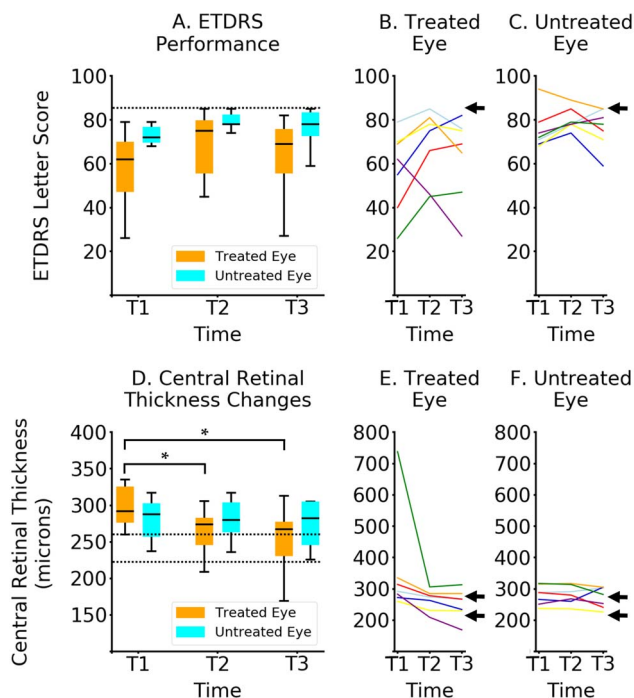 A. ETDRS
Performance
B. Treated
Eye
C. Untreated
Eye
ETDRS Letter Score
100
80
60
40
20
Treated Eye
Untreated Eye
T1 T2 T3
Time
100
80
60
40
20
T1 T2 T3
Time
100
80
60
40
20
T1 T2 T3
Time
D. Central Retinal
Thickness Changes
E. Treated
Eye
F. Untreated
Eye
Central Retinal Thickness
(microns)
400
350
300
250
200
150
*
*
Treated Eye
Untreated Eye
T1 T2 T3
Time
800
700
600
500
400
300
200
T1 T2 T3
Time
800
700
600
500
400
300
200
T1 T2 T3
Time